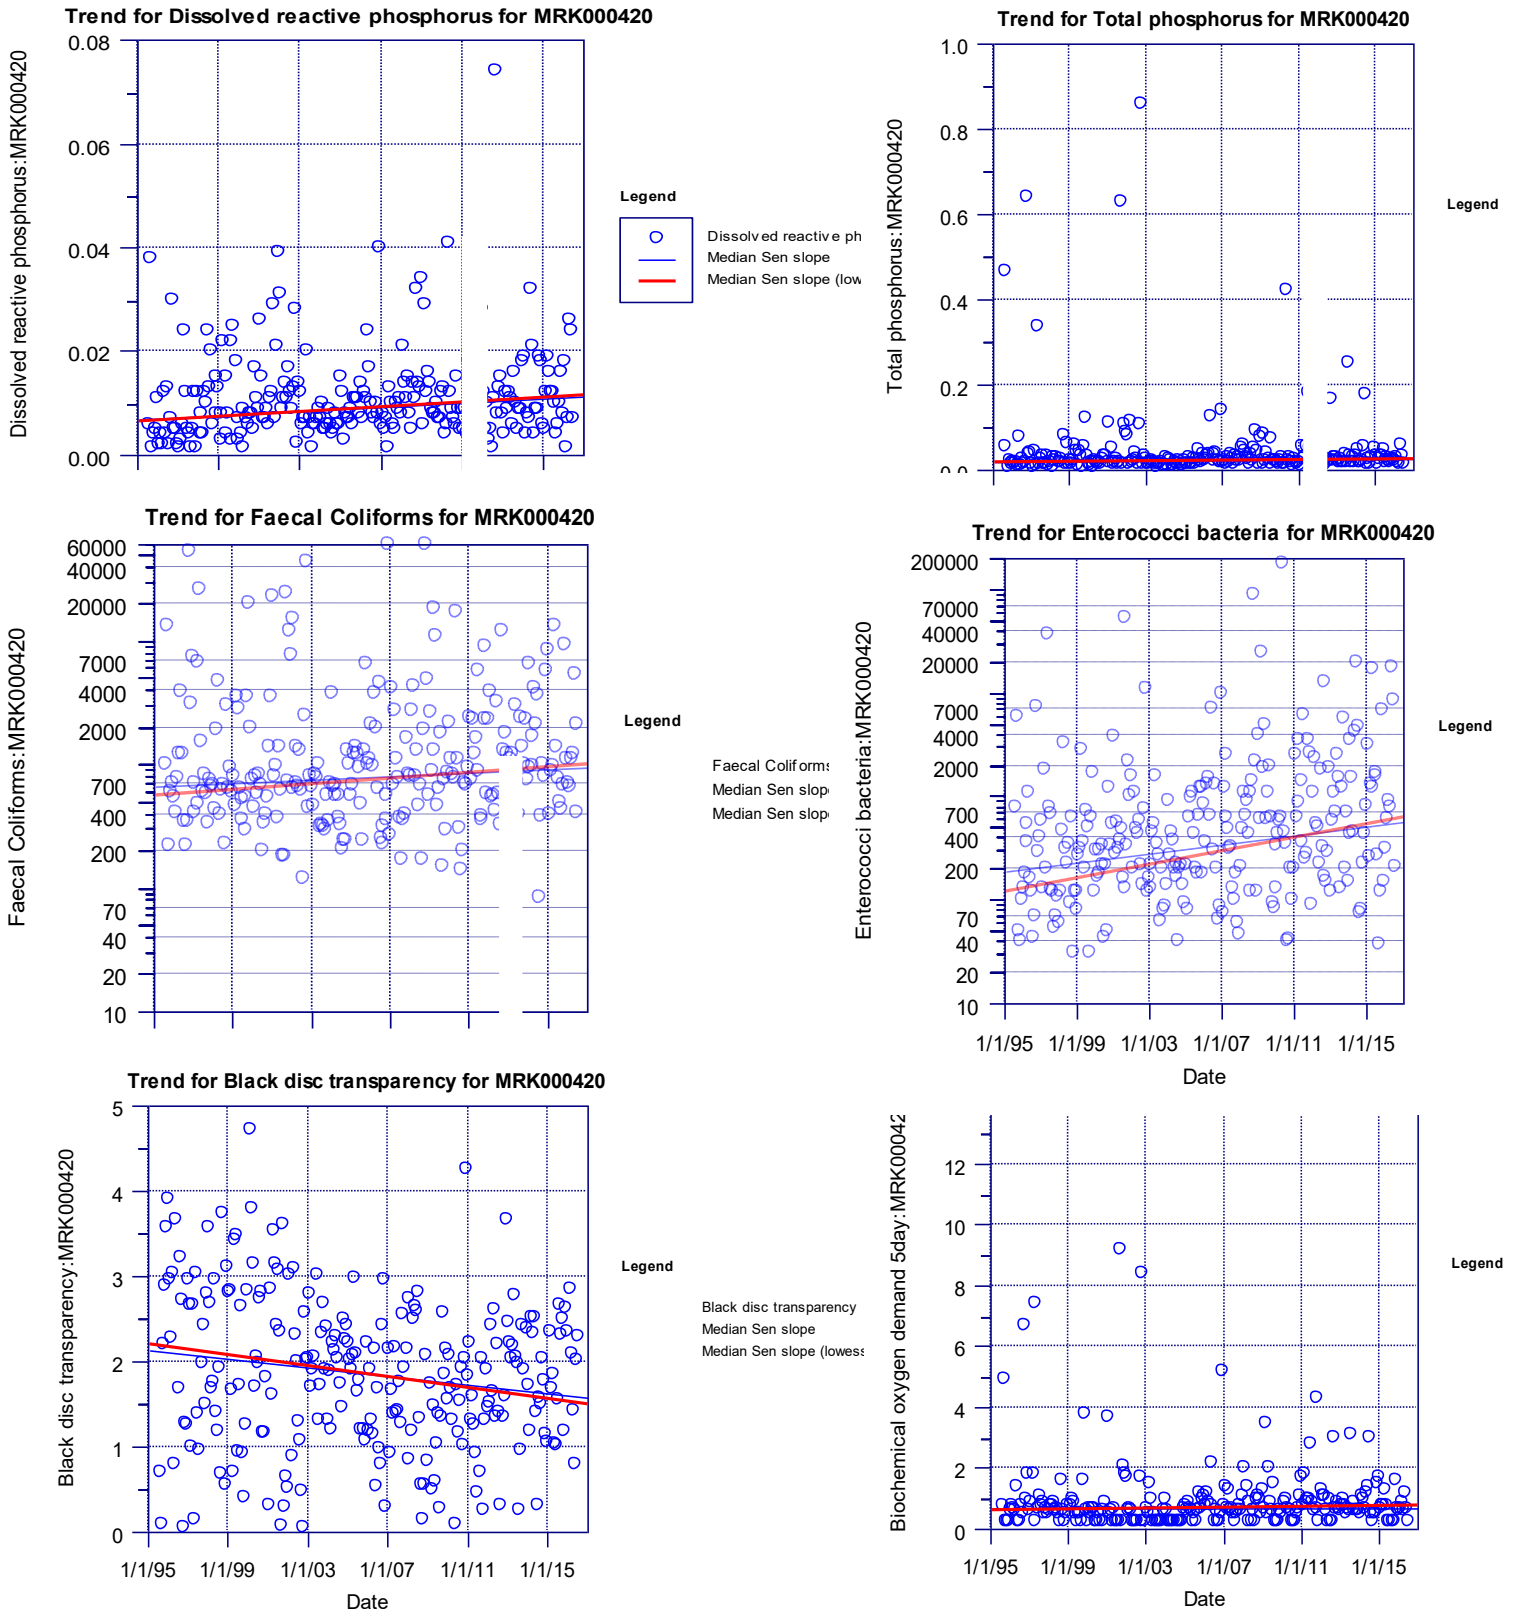 Trend for Dissolved reactive phosphorus for MRK000420
Dissolved reactive phosphorus:MRK000420
0.08
0.06
0.04
0.02
0.00
Legend
Dissolved reactive ph
Median Sen slope
Median Sen slope (low
Trend for Total phosphorus for MRK000420
Total phosphorus:MRK000420
1.0
0.8
0.6
0.4
0.2
0.0
Legend
Trend for Faecal Coliforms for MRK000420
Faecal Coliforms:MRK000420
60000
40000
20000
7000
4000
2000
700
400
200
70
40
20
10
Legend
Faecal Coliforms
Median Sen slop
Median Sen slop
Trend for Enterococci bacteria for MRK000420
Enterococci bacteria:MRK000420
200000
70000
40000
20000
7000
4000
2000
700
400
200
70
40
20
10
1/1/95 1/1/99 1/1/03 1/1/07 1/1/11 1/1/15
Date
Legend
Trend for Black disc transparency for MRK000420
Black disc transparency:MRK000420
5
4
3
2
1
0
1/1/95 1/1/99 1/1/03 1/1/07 1/1/11 1/1/15
Date
Legend
Black disc transparency
Median Sen slope
Median Sen slope (lowess
Biochemical oxygen demand 5day:MRK00042
12
10
8
6
4
2
0
1/1/95 1/1/99 1/1/03 1/1/07 1/1/11 1/1/15
Date
Legend